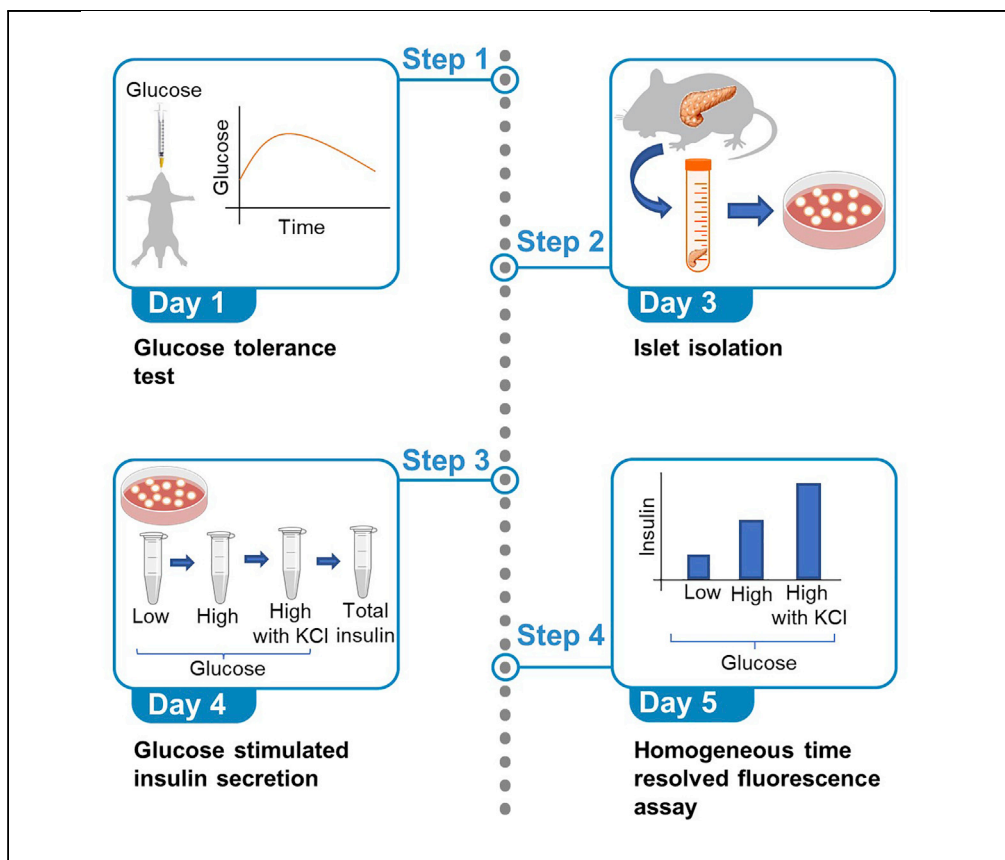 Step 1
Glucose
Glucose
Time
Day 1
Glucose tolerance
test
Step 2
Day 3
Islet isolation
Step 3
Low
High
High
with KCl
Total
insulin
Glucose
Day 4
Glucose stimulated
insulin secretion
Step 4
Insulin
Low
High
High
with KCl
Glucose
Day 5
Homogeneous time
resolved fluorescence
assay